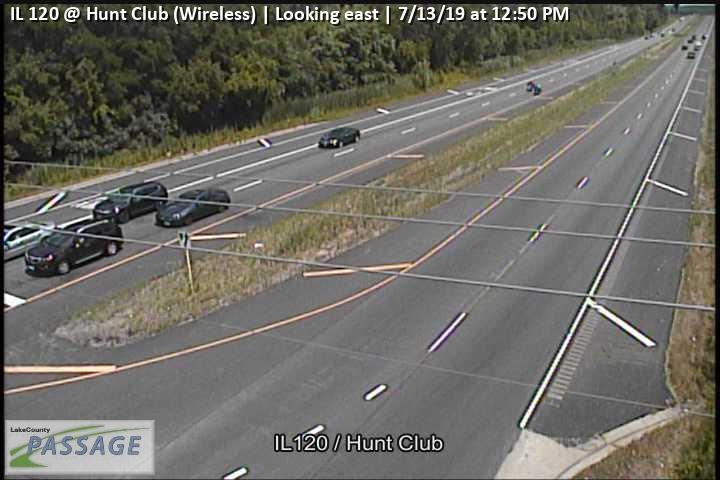 IL 120 @ Hunt Club (Wireless) | Looking east | 7/13/19 at 12:50 PM
IL120 / Hunt Club
LakeCounty
PASSAGE